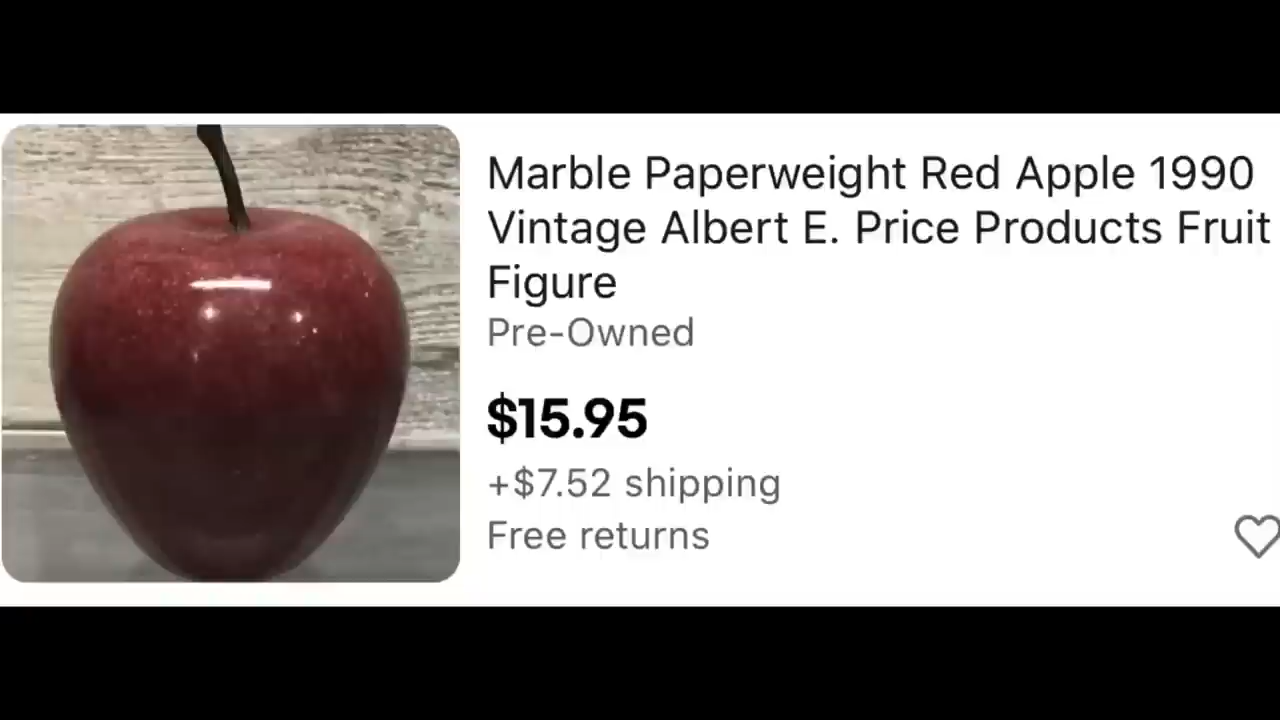 Marble Paperweight Red Apple 1990
Vintage Albert E. Price Products Fruit
Figure
Pre-Owned
$15.95
+$7.52 shipping
Free returns